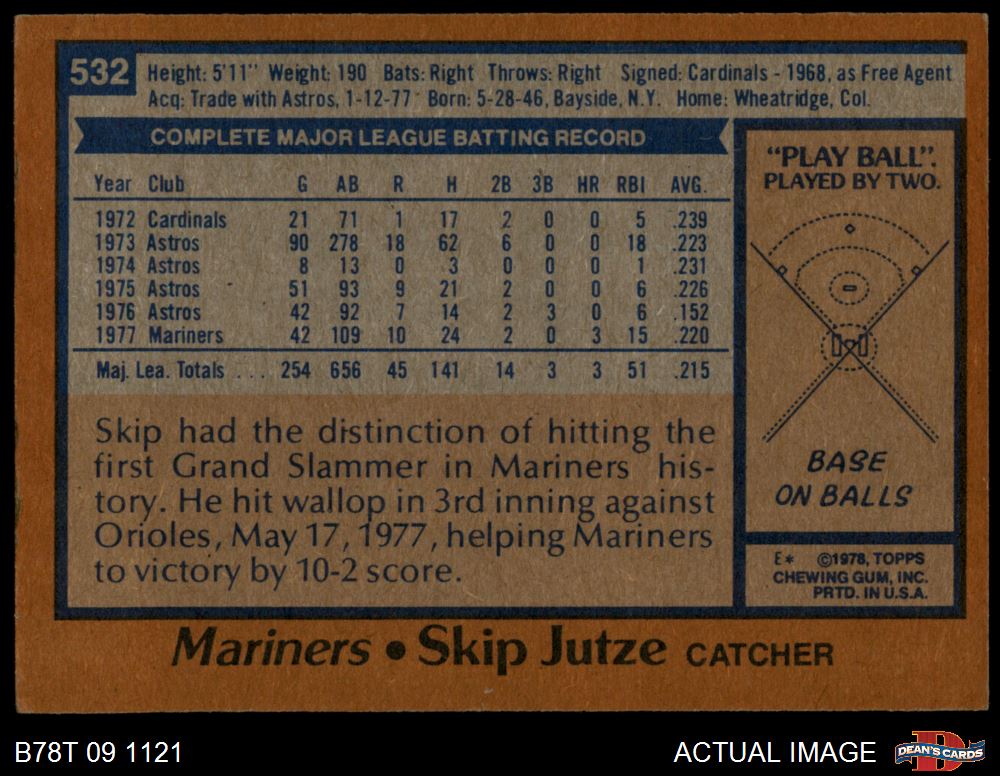 532
Height: 5'11" Weight: 190 Bats: Right Throws: Right Signed: Cardinals - 1968, as Free Agent
Acq: Trade with Astros, 1-12-77 Born: 5-28-46, Bayside, N.Y. Home: Wheatridge, Col.
COMPLETE MAJOR LEAGUE BATTING RECORD
Year Club G AB R H 2B 3B HR RBI AVG.
1972 Cardinals 21 71 1 17 2 0 0 5 .239
1973 Astros 90 278 18 62 6 0 0 18 .223
1974 Astros 8 13 0 3 0 0 0 1 .231
1975 Astros 51 93 9 21 2 0 0 6 .226
1976 Astros 42 92 7 14 2 3 0 6 .152
1977 Mariners 42 109 10 24 2 0 3 15 .220
Maj. Lea. Totals . . . 254 656 45 141 14 3 3 51 .215
Skip had the distinction of hitting the
first Grand Slammer in Mariners his-
tory. He hit wallop in 3rd inning against
Orioles, May 17, 1977, helping Mariners
to victory by 10-2 score.
"PLAY BALL".
PLAYED BY TWO.
BASE
ON BALLS
E* ©1978, TOPPS
CHEWING GUM, INC.
PRTD. IN U.S.A.
Mariners • Skip Jutze CATCHER
B78T 09 1121
ACTUAL IMAGE
DEAN'S CARDS